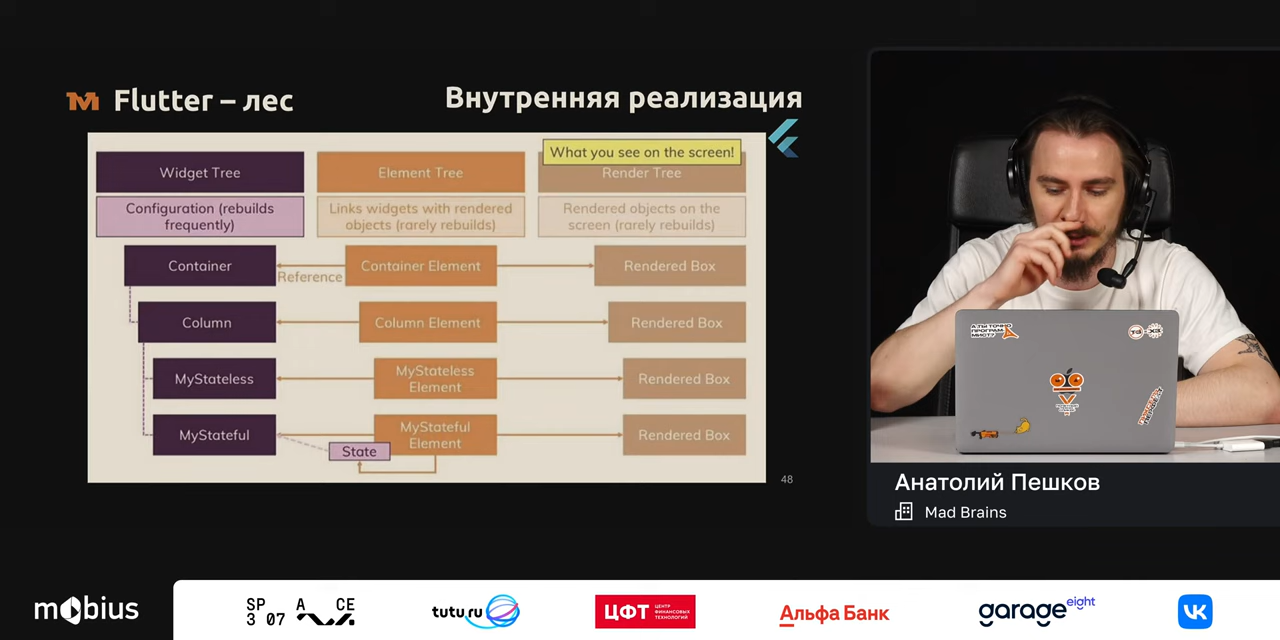 Flutter – лес
Внутренняя реализация
What you see on the screen!
Widget Tree
Element Tree
Render Tree
Configuration (rebuilds
frequently)
Links widgets with rendered
objects (rarely rebuilds)
Rendered objects on the
screen (rarely rebuilds)
Container
Reference
Container Element
Rendered Box
Column
Column Element
Rendered Box
MyStateless
MyStateless
Element
Rendered Box
MyStateful
MyStateful
Element
Rendered Box
State
48
Анатолий Пешков
Mad Brains
mobius
SP A CE
3 07
tutu.ru
ЦФТ
ЦЕНТР
ФИНАНСОВЫХ
ТЕХНОЛОГИЙ
Альфа Банк
garage eight